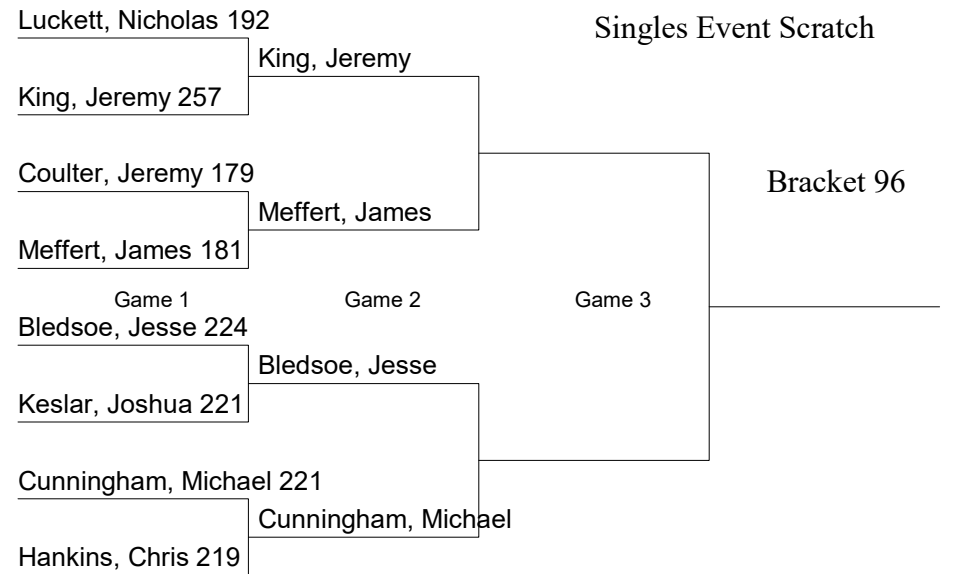 Luckett, Nicholas 192
Singles Event Scratch
King, Jeremy
King, Jeremy 257
Coulter, Jeremy 179
Bracket 96
Meffert, James
Meffert, James 181
Game 1
Game 2
Game 3
Bledsoe, Jesse 224
Bledsoe, Jesse
Keslar, Joshua 221
Cunningham, Michael 221
Cunningham, Michael
Hankins, Chris 219